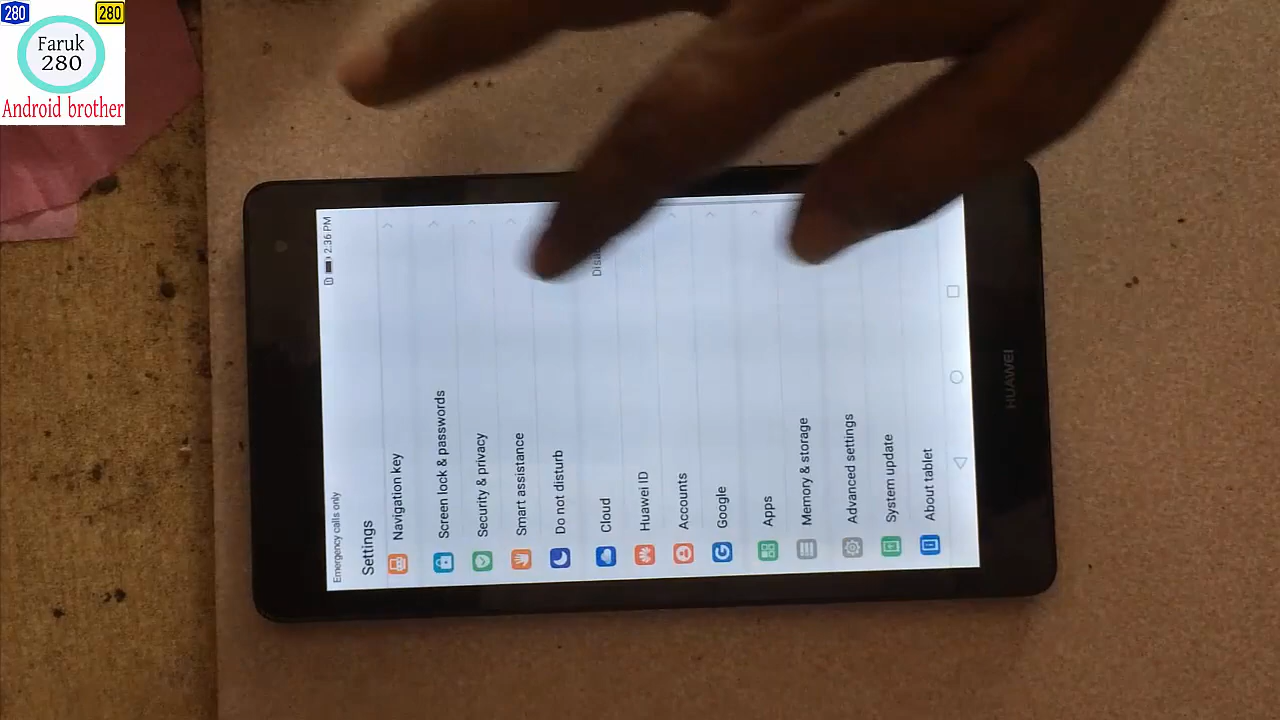 280
280
Faruk
280
Android brother
Emergency calls only
2:36 PM
Settings
Navigation key
Screen lock & passwords
Security & privacy
Smart assistance
Do not disturb
Cloud
Huawei ID
Accounts
Google
Apps
Memory & storage
Advanced settings
System update
About tablet
HUAWEI